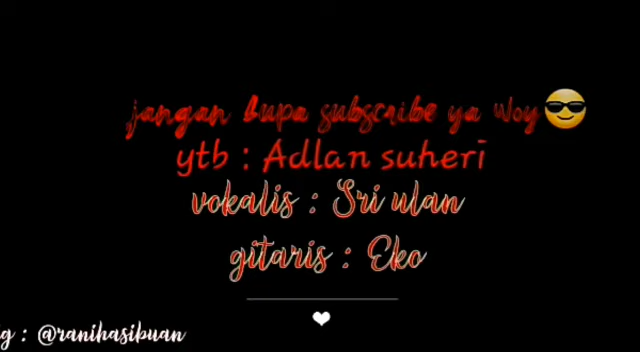 jangan lupa subscribe ya Woy😎
ytb : Adlan suheri
vokalis : Sri ulan
gitaris : Eko
g : @ranihasibuan